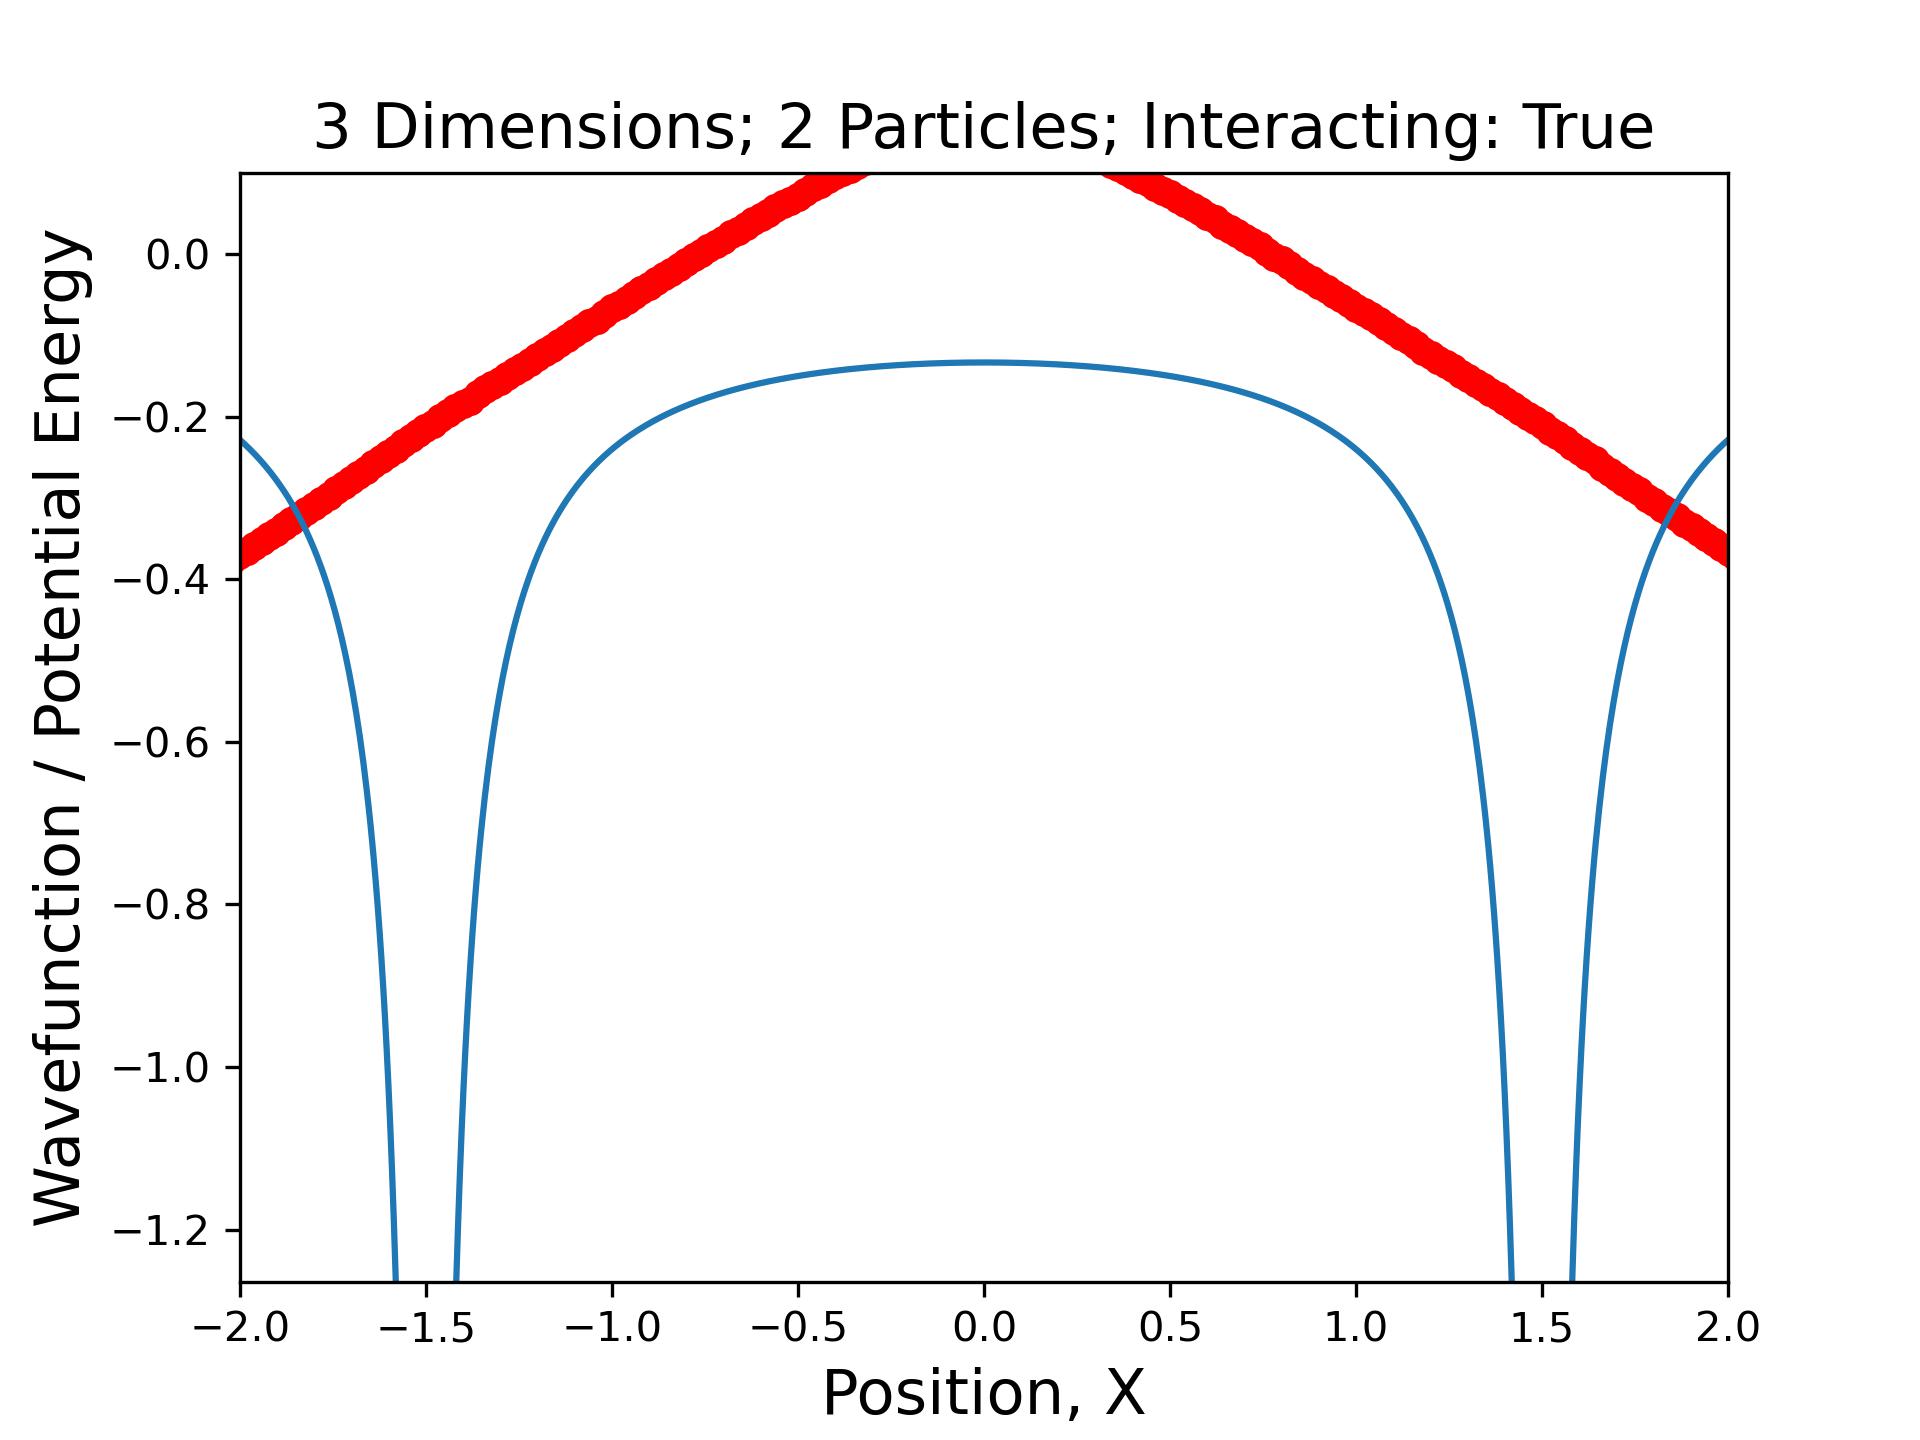 3 Dimensions; 2 Particles; Interacting: True
Wavefunction / Potential Energy
0.0
−0.2
−0.4
−0.6
−0.8
−1.0
−1.2
−2.0 −1.5 −1.0 −0.5 0.0 0.5 1.0 1.5 2.0
Position, X